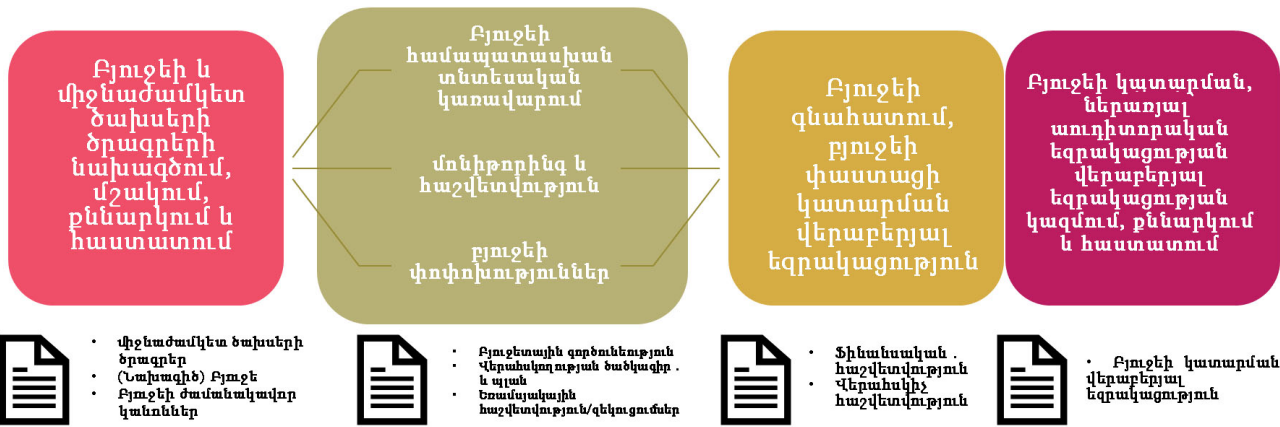 Բյուջեի և
միջնաժամկետ
ծախսերի
ծրագրերի
նախագծում,
մշակում,
քննարկում և
հաստատում
Բյուջեի
համապատասխան
տնտեսական
կառավարում
մոնիթորինգ և
հաշվետվություն
բյուջեի
փոփոխություններ
Բյուջեի
գնահատում,
բյուջեի
փաստացի
կատարման
վերաբերյալ
եզրակացություն
Բյուջեի կատարման,
ներառյալ
աուդիտորական
եզրակացության
վերաբերյալ
եզրակացության
կազմում, քննարկում
և հաստատում
• միջնաժամկետ ծախսերի
ծրագրեր
• (Նախագիծ) Բյուջե
• Բյուջեի ժամանակավոր
կանոններ
• Բյուջետային գործունեություն
• Վերահսկողության ծածկագիր .
և պլան
• Եռամսյակային
հաշվետվություն/զեկուցումներ
• Ֆինանսական .
հաշվետվություն
• Վերահսկիչ
հաշվետվություն
• Բյուջեի կատարման
վերաբերյալ
եզրակացություն